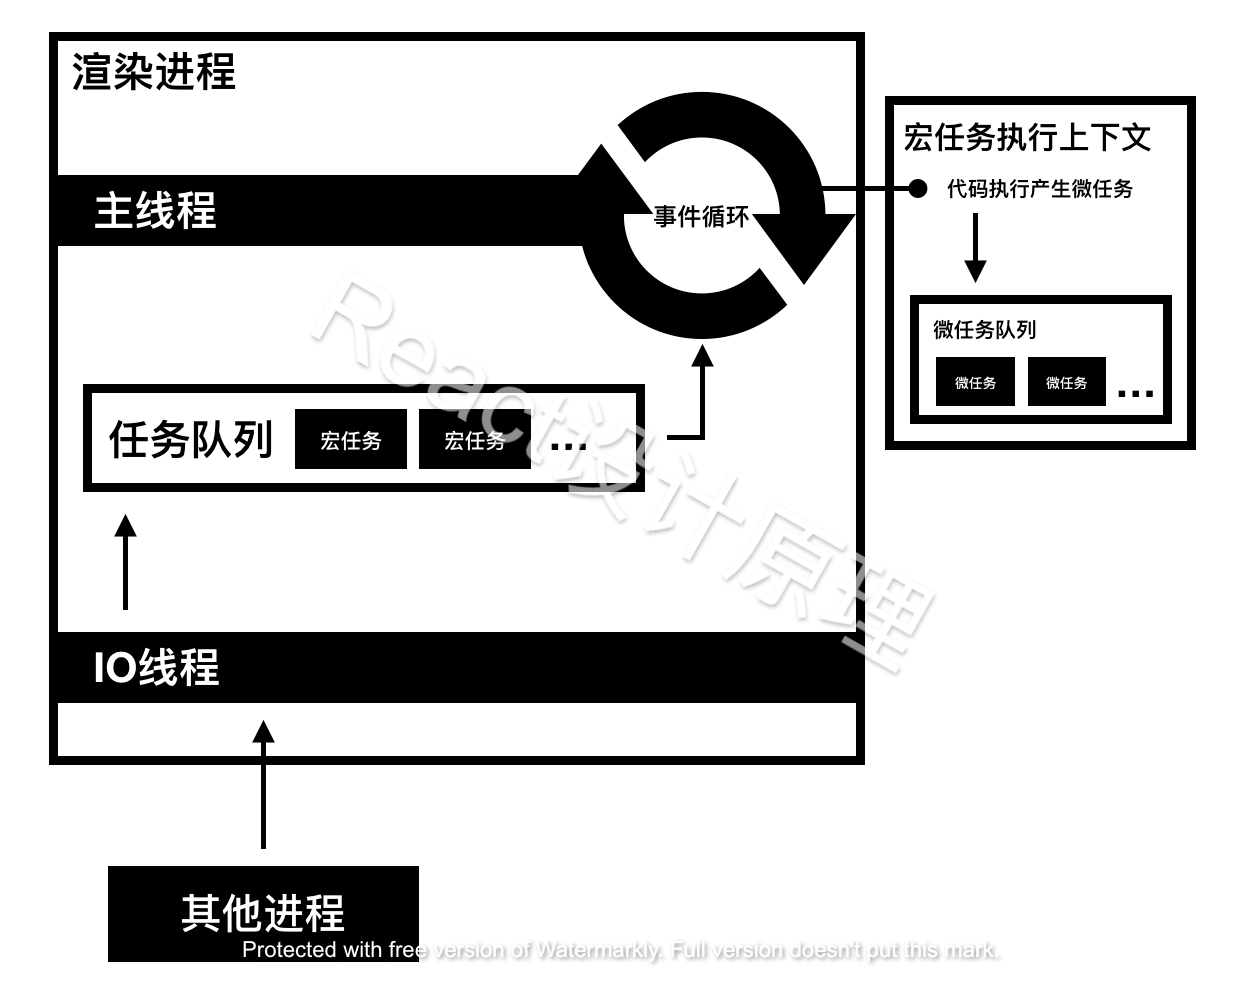 渲染进程
主线程
事件循环
宏任务执行上下文
代码执行产生微任务
微任务队列
微任务 微任务 ...
任务队列 宏任务 宏任务 ...
IO线程
其他进程
React设计原理
Protected with free version of Watermarkly. Full version doesn't put this mark.